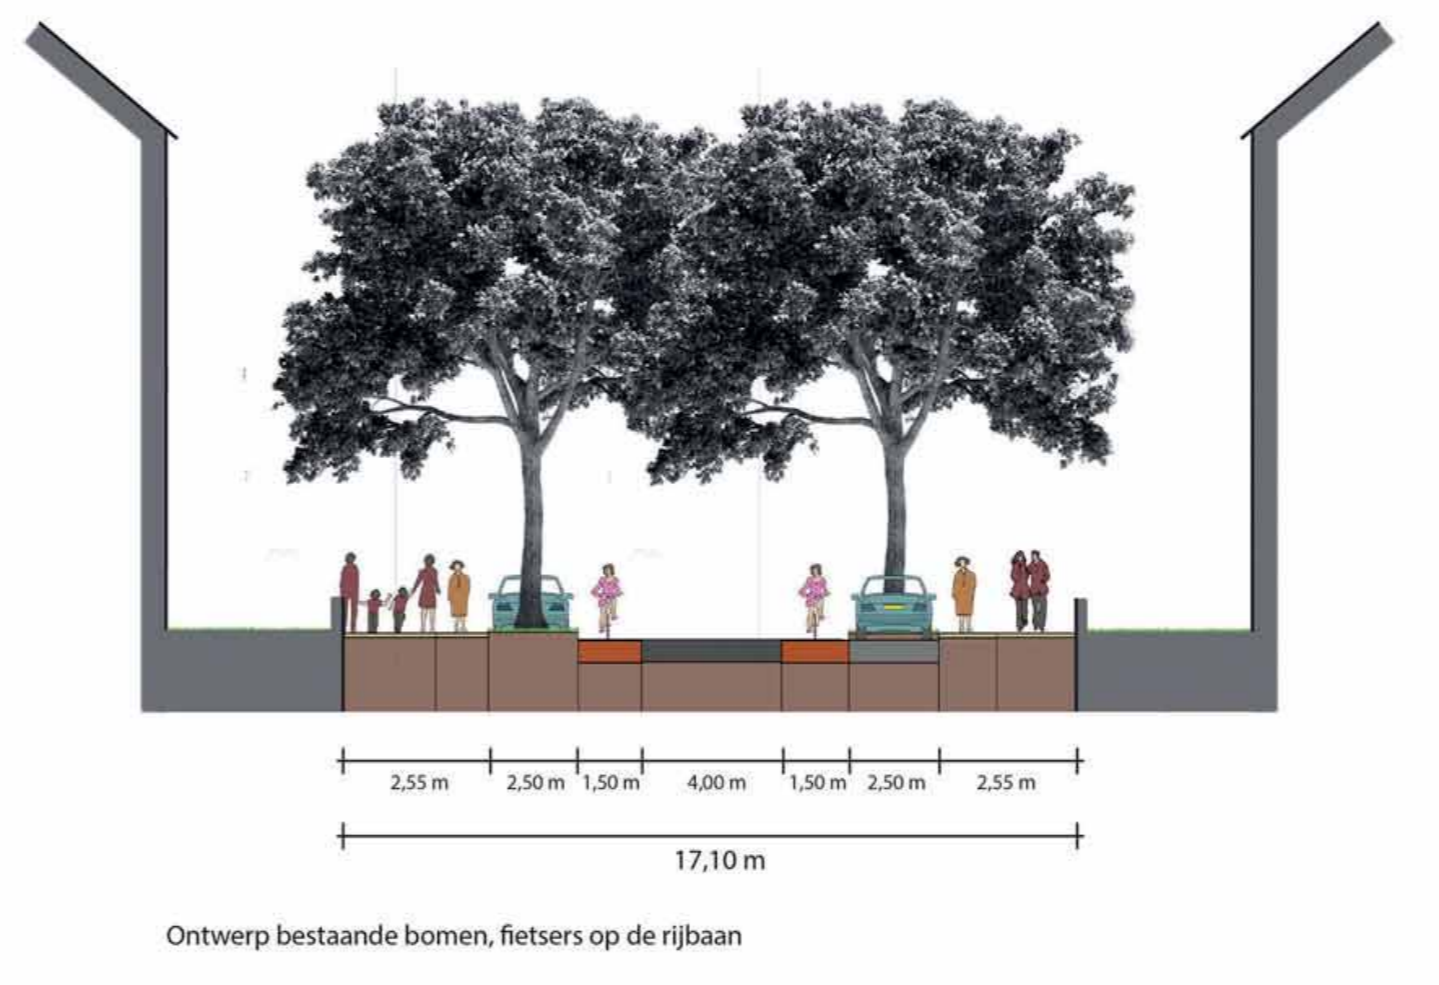 2,55 m 2,50 m 1,50 m 4,00 m 1,50 m 2,50 m 2,55 m
17,10 m
Ontwerp bestaande bomen, fietsers op de rijbaan